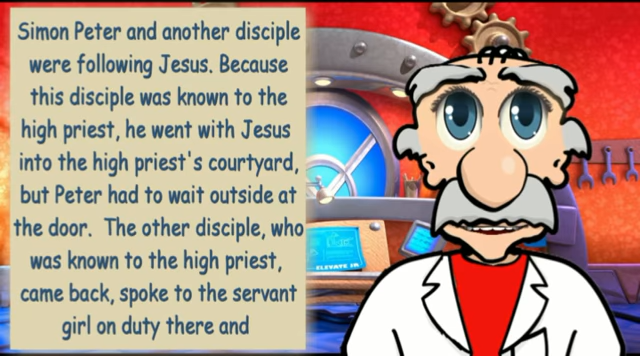 Simon Peter and another disciple
were following Jesus. Because
this disciple was known to the
high priest, he went with Jesus
into the high priest's courtyard,
but Peter had to wait outside at
the door.  The other disciple, who
was known to the high priest,
came back, spoke to the servant
girl on duty there and
ELEVATE JR.